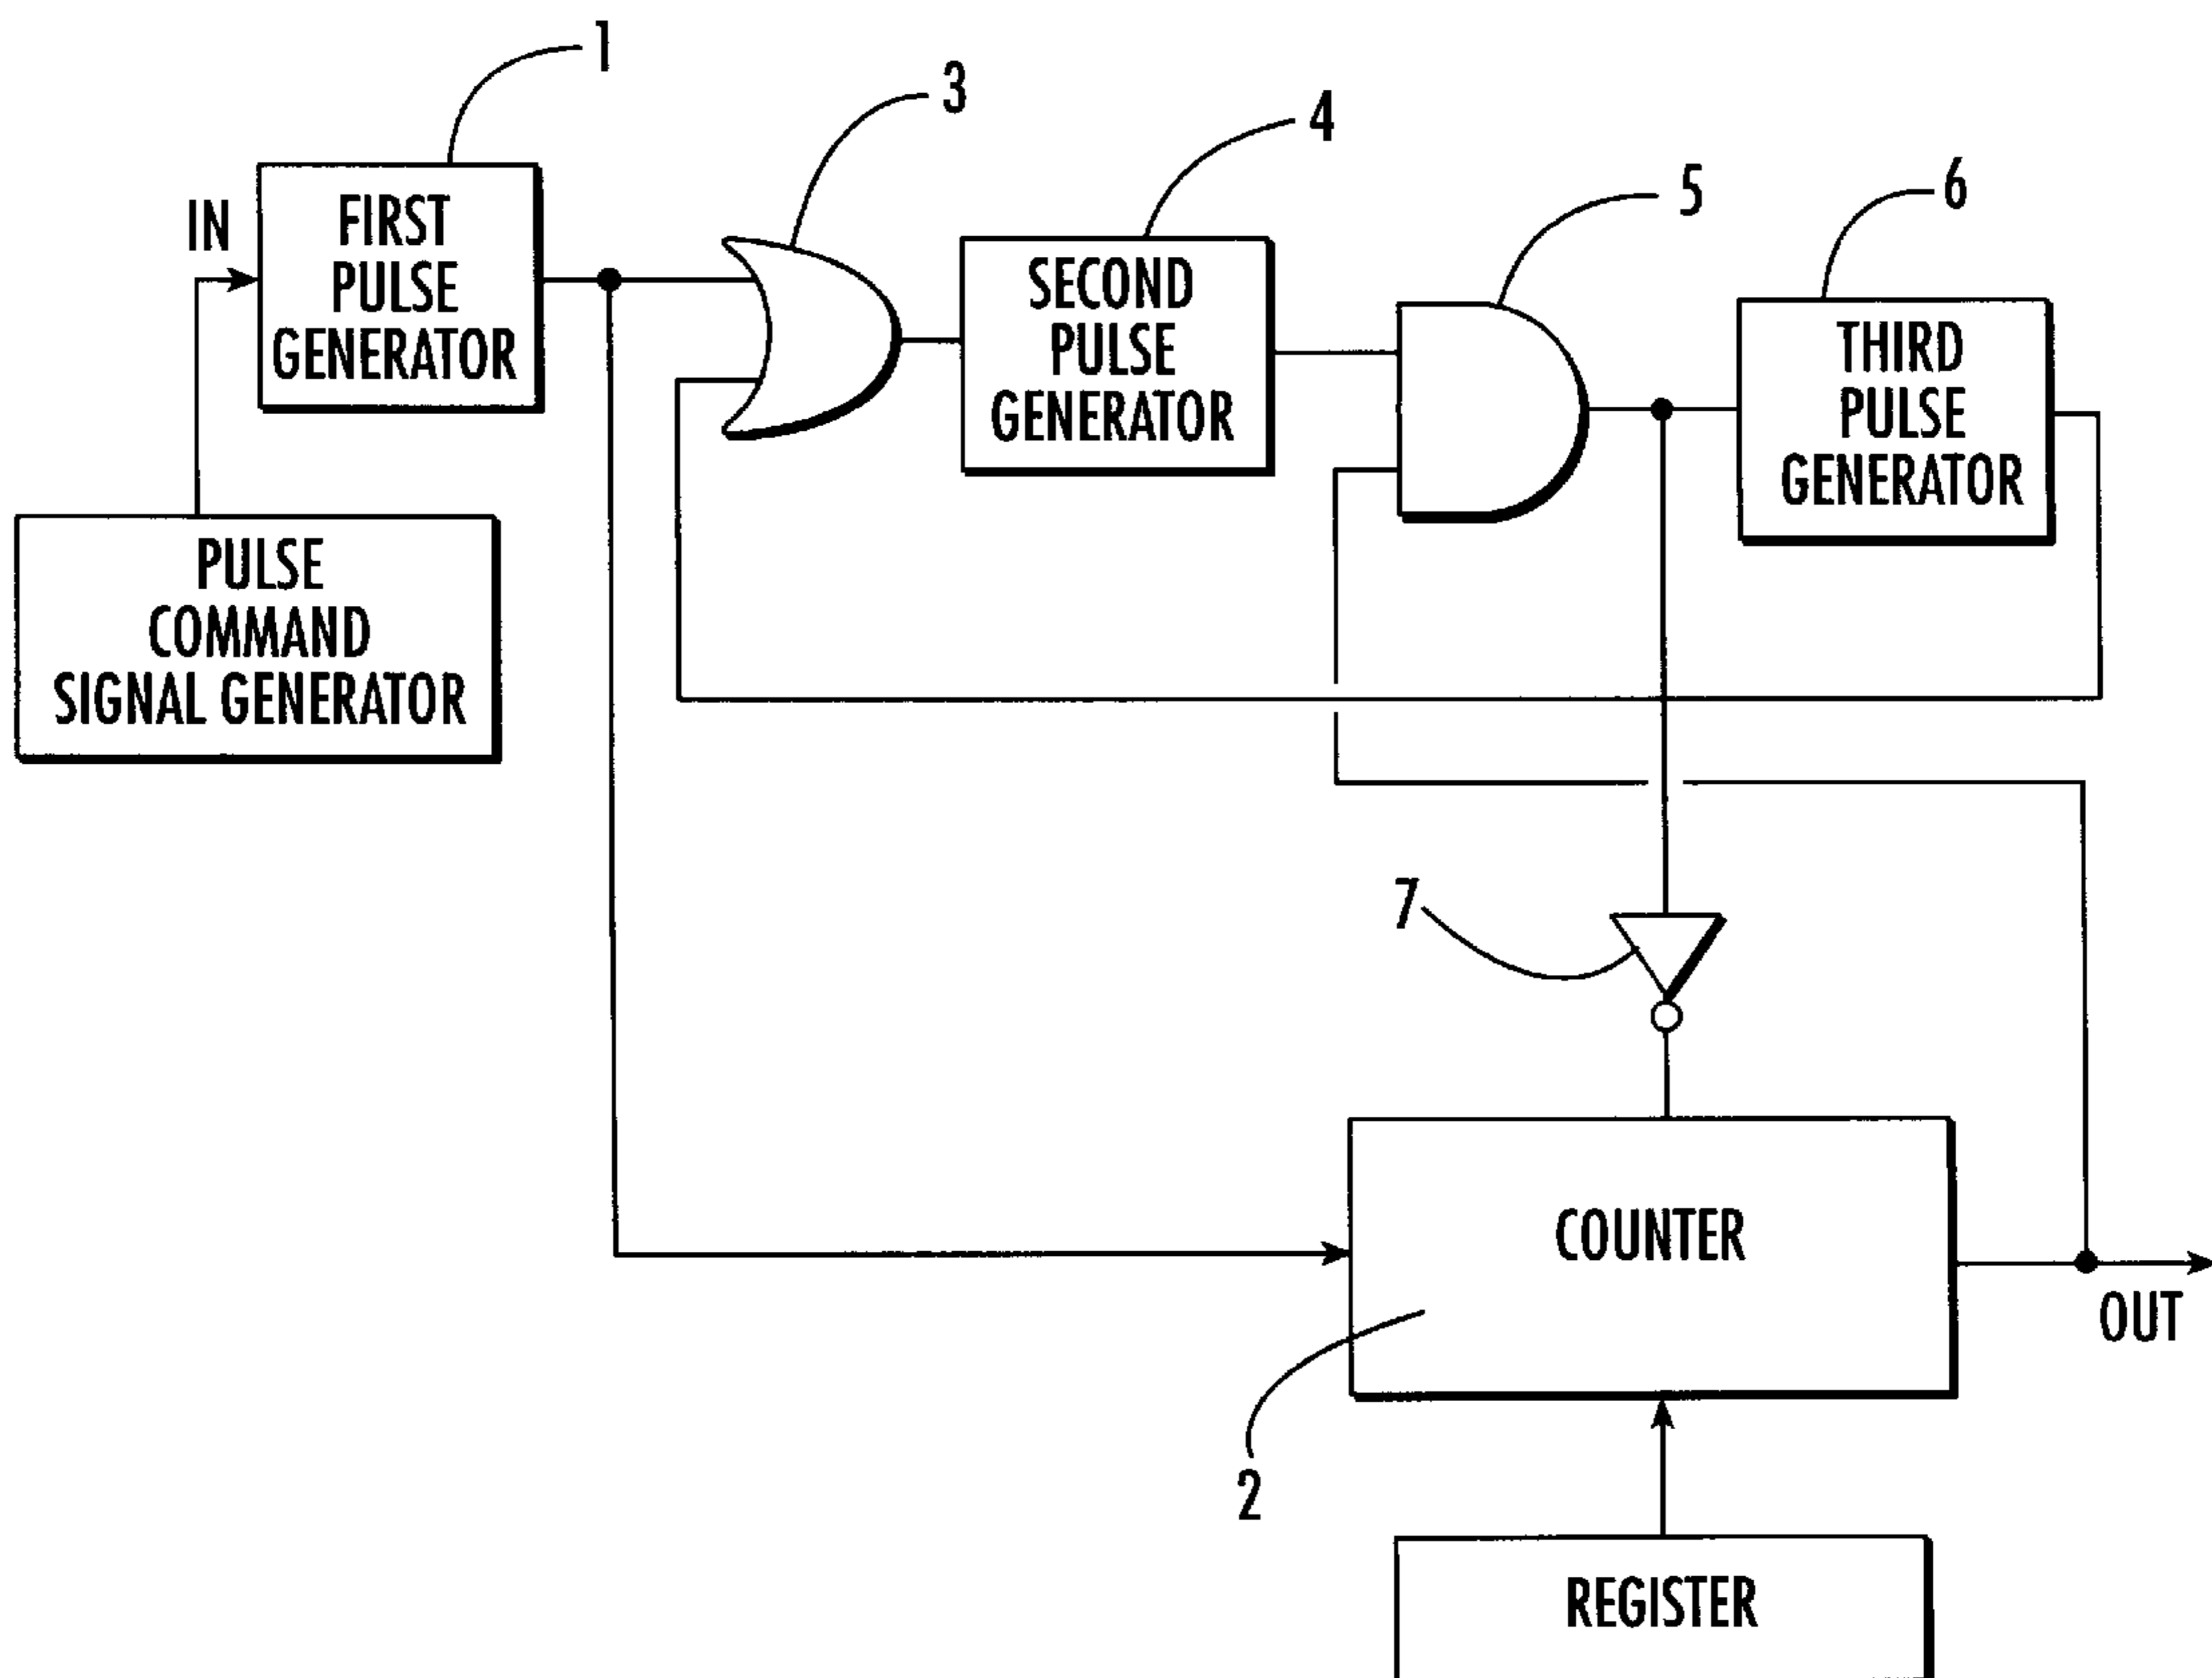 1
3
4
5
6
IN
FIRST
PULSE
GENERATOR
SECOND
PULSE
GENERATOR
THIRD
PULSE
GENERATOR
PULSE
COMMAND
SIGNAL GENERATOR
7
COUNTER
OUT
2
REGISTER